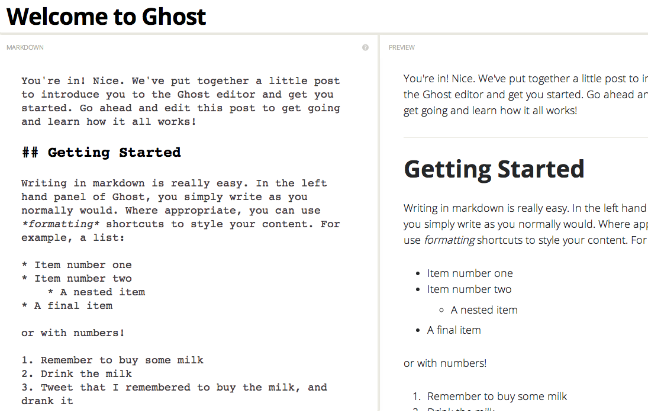 Welcome to Ghost
MARKDOWN
You're in! Nice. We've put together a little post
to introduce you to the Ghost editor and get you
started. Go ahead and edit this post to get going
and learn how it all works!
## Getting Started
Writing in markdown is really easy. In the left
hand panel of Ghost, you simply write as you
normally would. Where appropriate, you can use
*formatting* shortcuts to style your content. For
example, a list:
* Item number one
* Item number two
* A nested item
* A final item
or with numbers!
1. Remember to buy some milk
2. Drink the milk
3. Tweet that I remembered to buy the milk, and
drank it
PREVIEW
You're in! Nice. We've put together a little post to
the Ghost editor and get you started. Go ahead
get going and learn how it all works!
Getting Started
Writing in markdown is really easy. In the left hand
you simply write as you normally would. Where
use formatting shortcuts to style your content. For
• Item number one
• Item number two
◦ A nested item
• A final item
or with numbers!
1. Remember to buy some milk